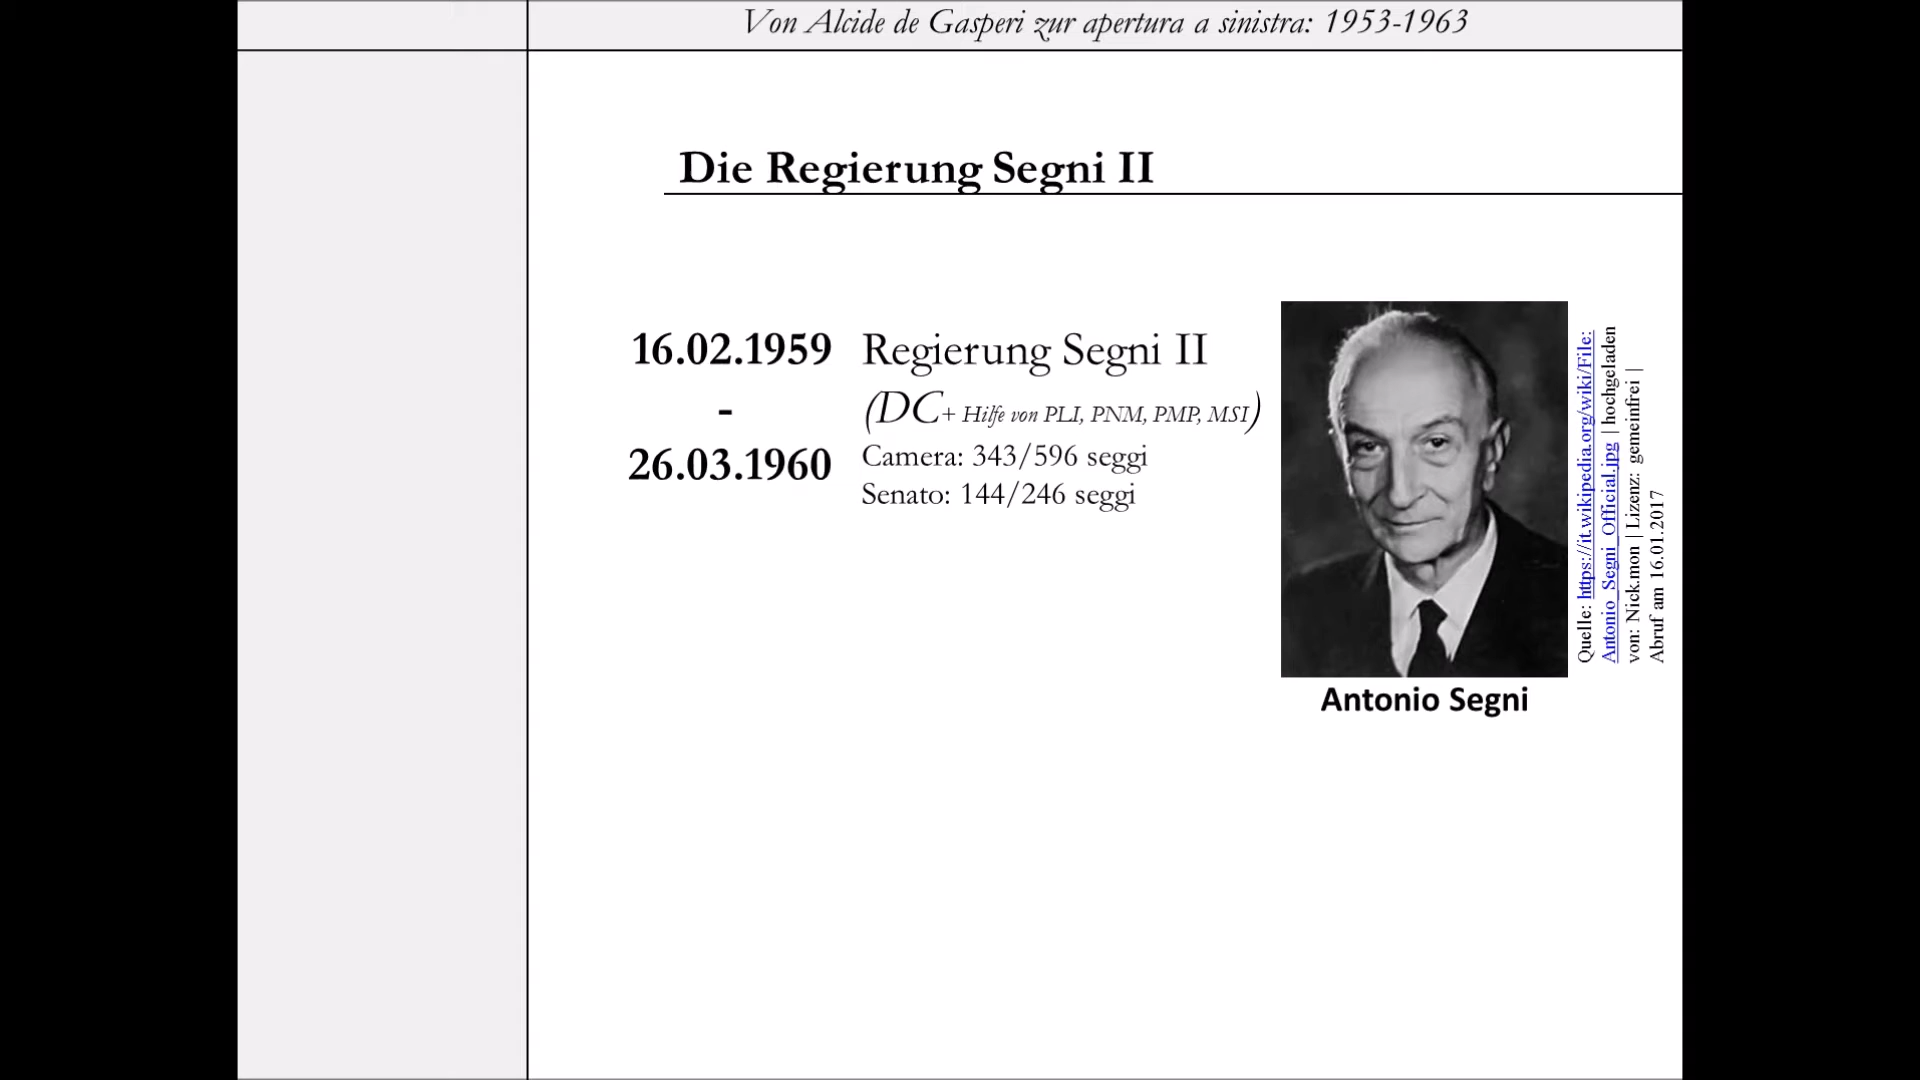 Von Alcide de Gasperi zur apertura a sinistra: 1953-1963
Die Regierung Segni II
16.02.1959
-
26.03.1960
Regierung Segni II
(DC+ Hilfe von PLI, PNM, PMP, MSI)
Camera: 343/596 seggi
Senato: 144/246 seggi
Quelle: https://it.wikipedia.org/wiki/File:
Antonio_Segni_Official.jpg | hochgeladen
von: Nick.mon | Lizenz: gemeinfrei |
Abruf am 16.01.2017
Antonio Segni